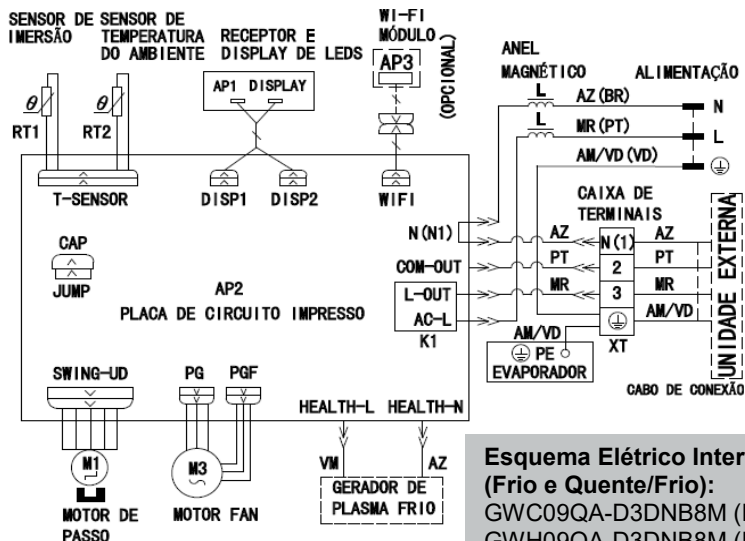 SENSOR DE IMERSÃO
SENSOR DE TEMPERATURA DO AMBIENTE
RECEPTOR E DISPLAY DE LEDS
WI-FI MÓDULO
(OPCIONAL)
ANEL MAGNÉTICO
ALIMENTAÇÃO
AP1 DISPLAY
AP3
L
AZ(BR)
N
L
MR(PT)
L
AM/VD(VD)
θ
RT1
θ
RT2
T-SENSOR
DISP1
DISP2
WIFI
CAIXA DE TERMINAIS
N(N1)
AZ
N(1)
AZ
COM-OUT
PT
2
PT
L-OUT
MR
3
MR
AC-L
K1
AM/VD
XT
AM/VD
UNIDADE EXTERNA
PE
EVAPORADOR
CABO DE CONEXÃO
CAP
JUMP
AP2
PLACA DE CIRCUITO IMPRESSO
SWING-UD
PG
PGF
HEALTH-L
HEALTH-N
M1
M3
VM
AZ
MOTOR DE PASSO
MOTOR FAN
GERADOR DE PLASMA FRIO
Esquema Elétrico Inter
(Frio e Quente/Frio):
GWC09QA-D3DNB8M (
GWH09QA-D3DNB8M (